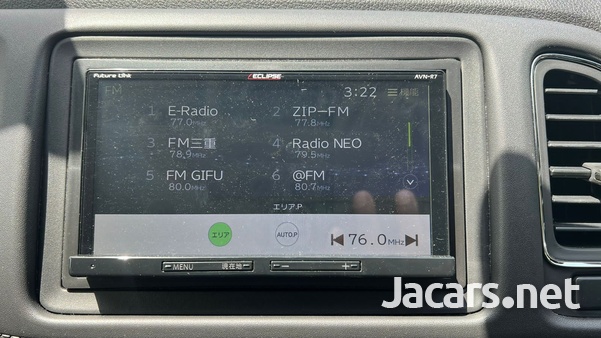 Future Link ECLIPSE AVN-R7
FM 3:22 機能
1 E-Radio 2 ZIP-FM
77.0MHz 77.8MHz
3 FM三重 4 Radio NEO
78.9MHz 79.5MHz
5 FM GIFU 6 @FM
80.0MHz 80.7MHz
エリアP
エリア AUTO.P 76.0MHz
MENU 現在地 − +
Jacars.net